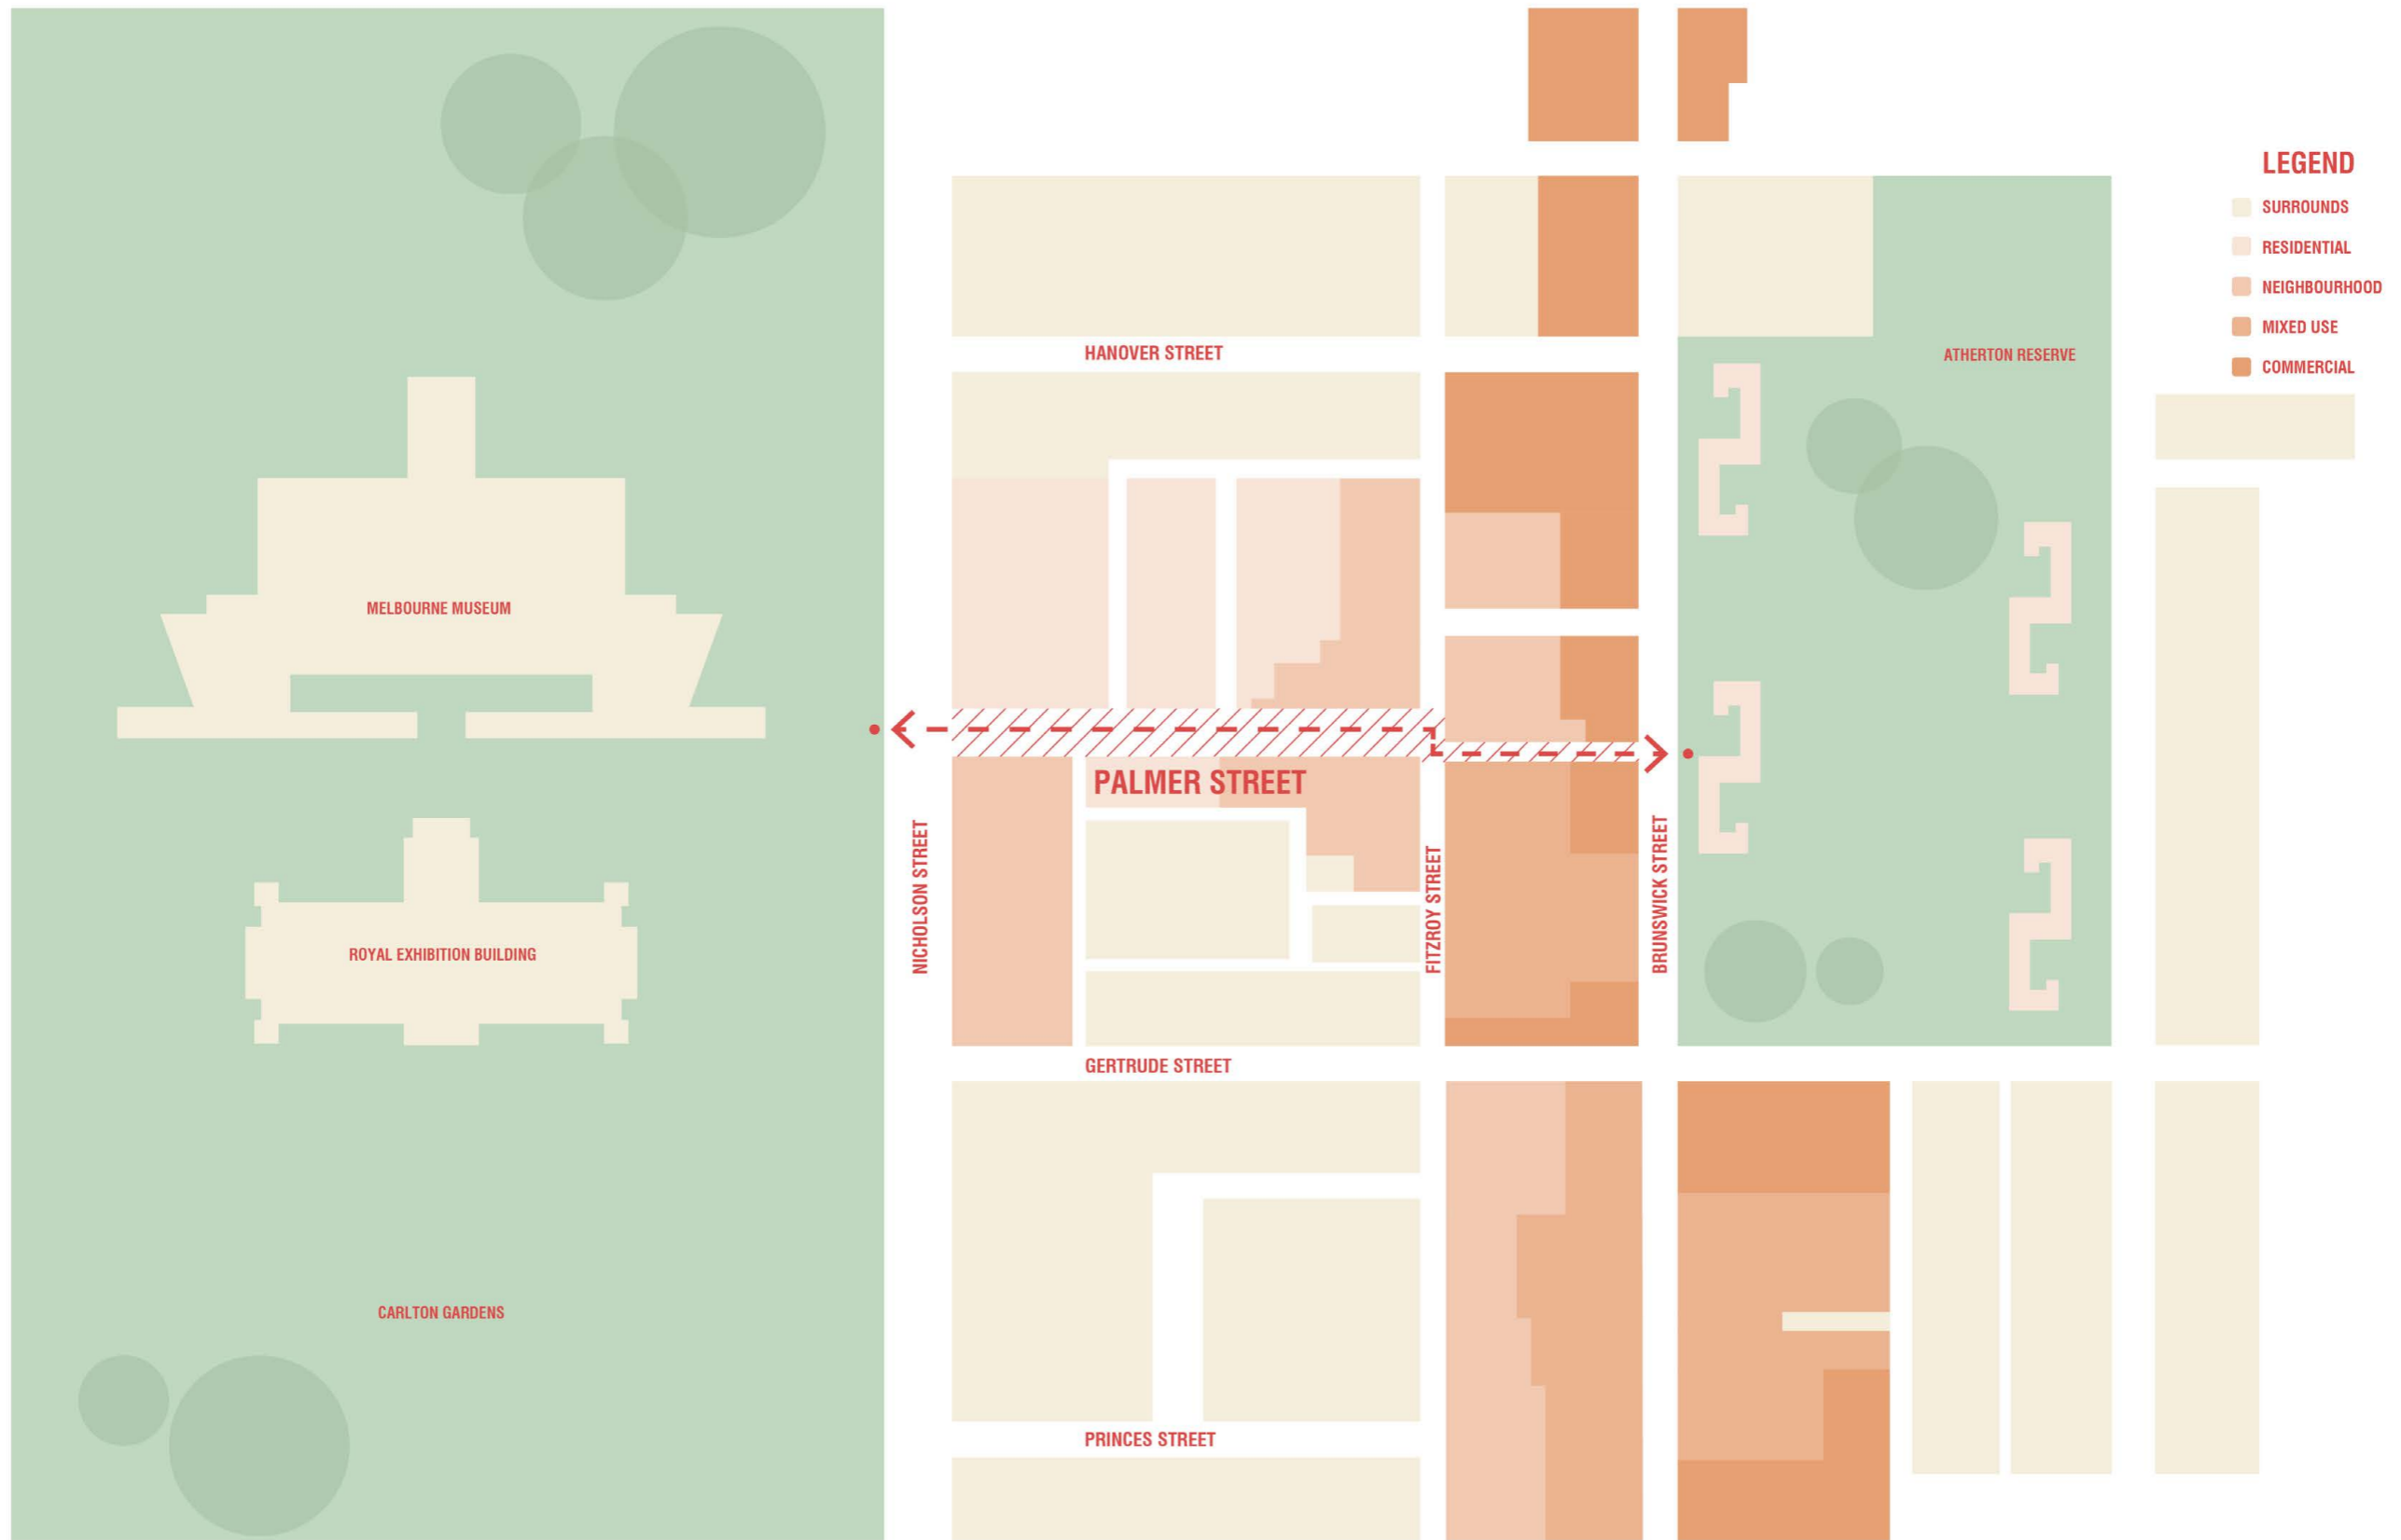 LEGEND
SURROUNDS
RESIDENTIAL
NEIGHBOURHOOD
MIXED USE
COMMERCIAL
HANOVER STREET
ATHERTON RESERVE
MELBOURNE MUSEUM
PALMER STREET
NICHOLSON STREET
FITZROY STREET
BRUNSWICK STREET
ROYAL EXHIBITION BUILDING
GERTRUDE STREET
CARLTON GARDENS
PRINCES STREET